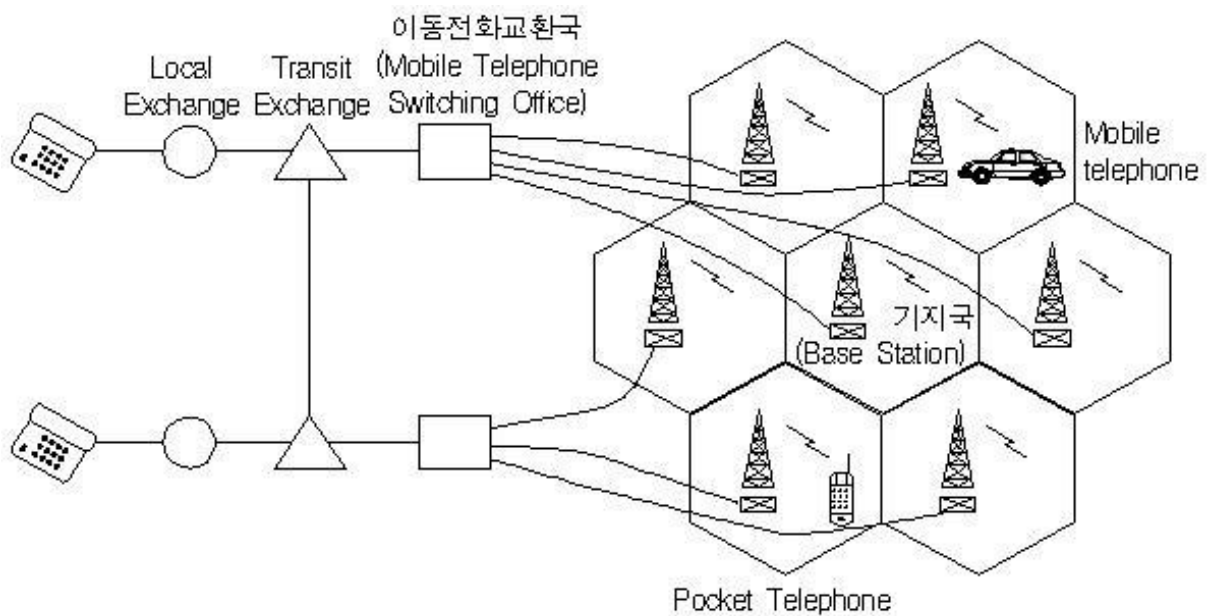 Local
Exchange
Transit
Exchange
이동전화교환국
(Mobile Telephone
Switching Office)
Mobile
telephone
기지국
(Base Station)
Pocket Telephone